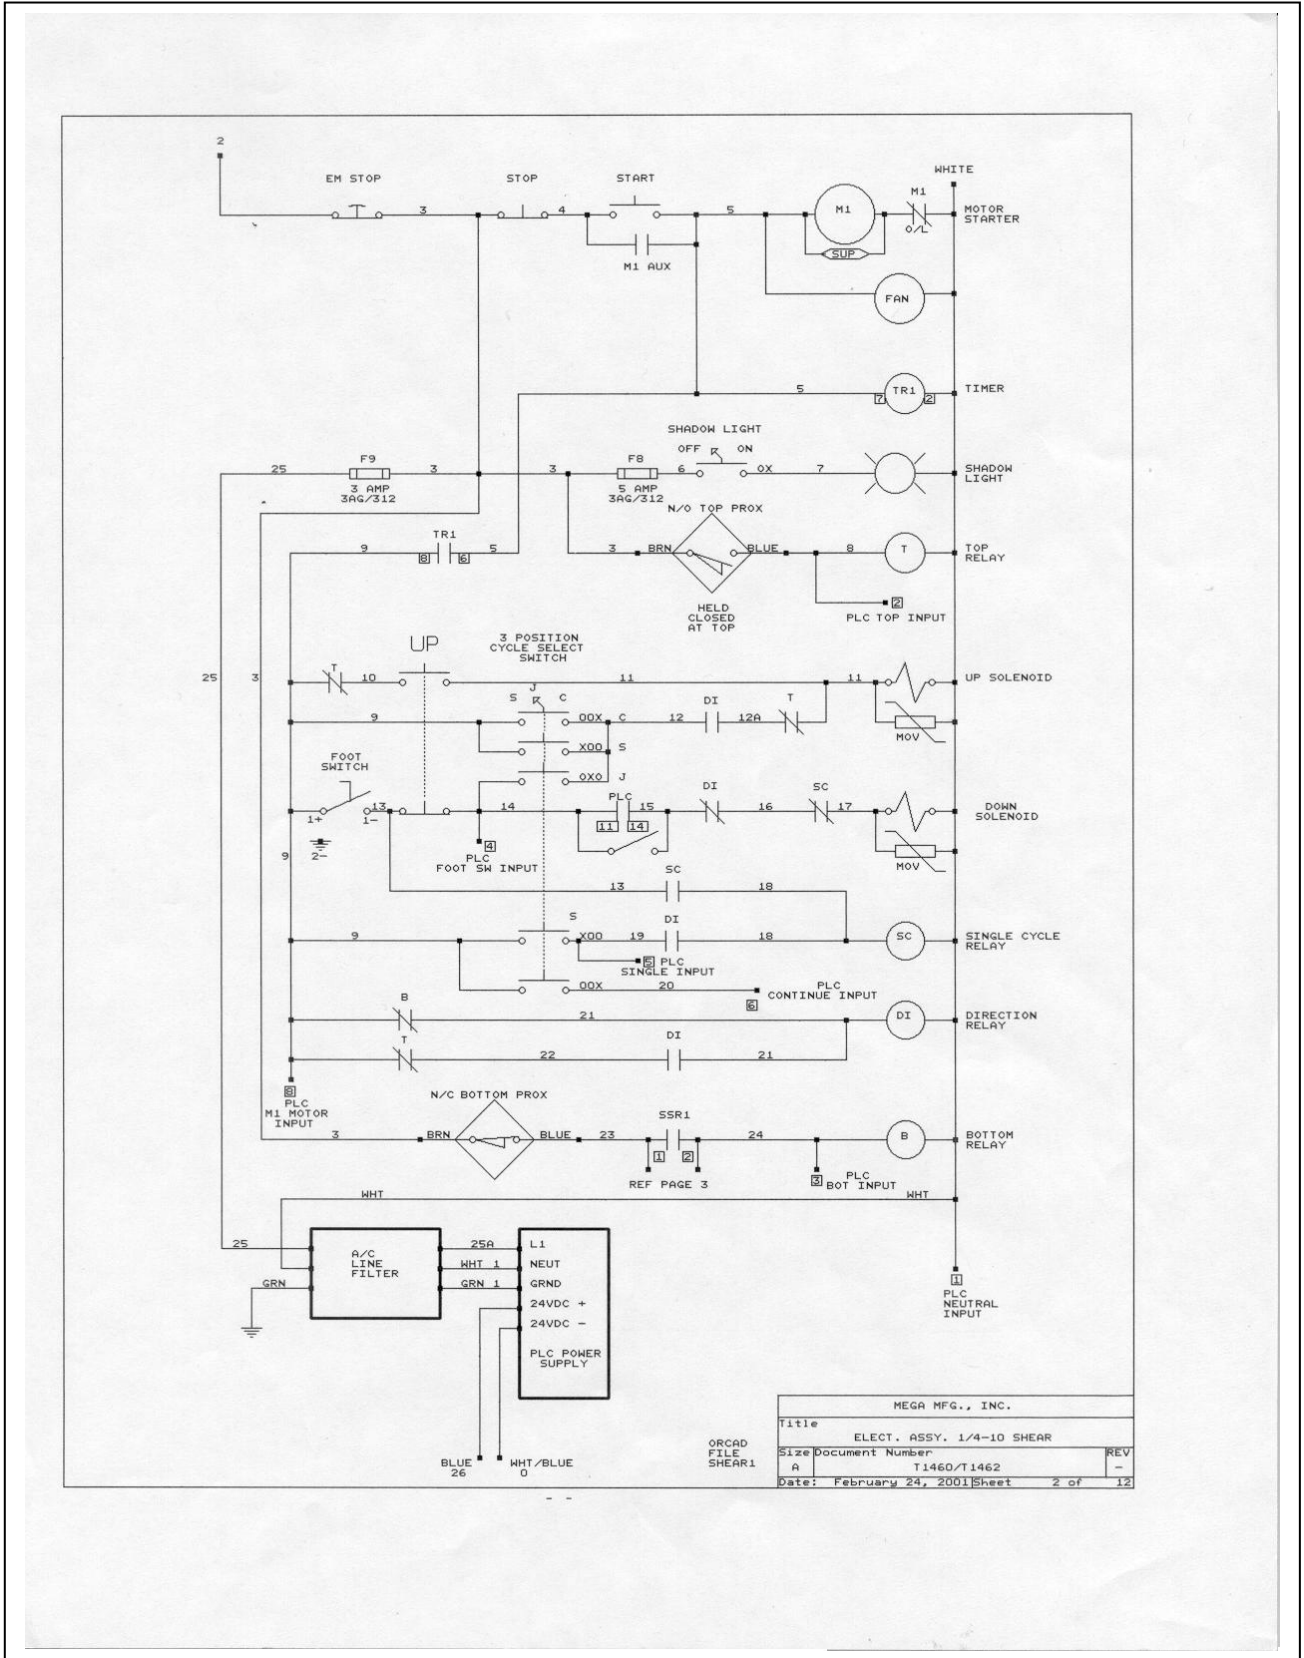 2
EM STOP
STOP
START
WHITE
3
4
5
M1
M1
O/L
MOTOR
STARTER
SUP
M1 AUX
FAN
5
TR1
7
2
TIMER
SHADOW LIGHT
OFF
ON
25
F9
3
3
F8
6
OX
7
SHADOW
LIGHT
3 AMP
3AG/312
5 AMP
3AG/312
N/O TOP PROX
TR1
9
8
6
5
3
BRN
BLUE
8
T
TOP
RELAY
HELD
CLOSED
AT TOP
2
PLC TOP INPUT
UP
3 POSITION
CYCLE SELECT
SWITCH
25
3
T
10
11
11
UP SOLENOID
S
J
C
9
OOX
C
12
DI
12A
T
MOV
XOO
S
FOOT
SWITCH
OXO
J
1+
13
1-
14
PLC
15
11
14
DI
16
SC
17
DOWN
SOLENOID
2-
9
4
PLC
FOOT SW INPUT
MOV
13
SC
18
9
S
XOO
19
DI
18
SC
SINGLE CYCLE
RELAY
5 PLC
SINGLE INPUT
OOX
20
PLC
CONTINUE INPUT
6
B
21
DI
DIRECTION
RELAY
T
22
DI
21
8
PLC
M1 MOTOR
INPUT
N/C BOTTOM PROX
3
BRN
BLUE
23
SSR1
1
2
24
B
BOTTOM
RELAY
REF PAGE 3
3
PLC
BOT INPUT
WHT
WHT
25
A/C
LINE
FILTER
GRN
25A
L1
WHT 1
NEUT
GRN 1
GRND
24VDC +
24VDC -
PLC POWER
SUPPLY
1
PLC
NEUTRAL
INPUT
BLUE
26
WHT/BLUE
0
ORCAD
FILE
SHEAR1
MEGA MFG., INC.
Title
ELECT. ASSY. 1/4-10 SHEAR
Size
Document Number
REV
A
T1460/T1462
-
Date: February 24, 2001
Sheet 2 of 12